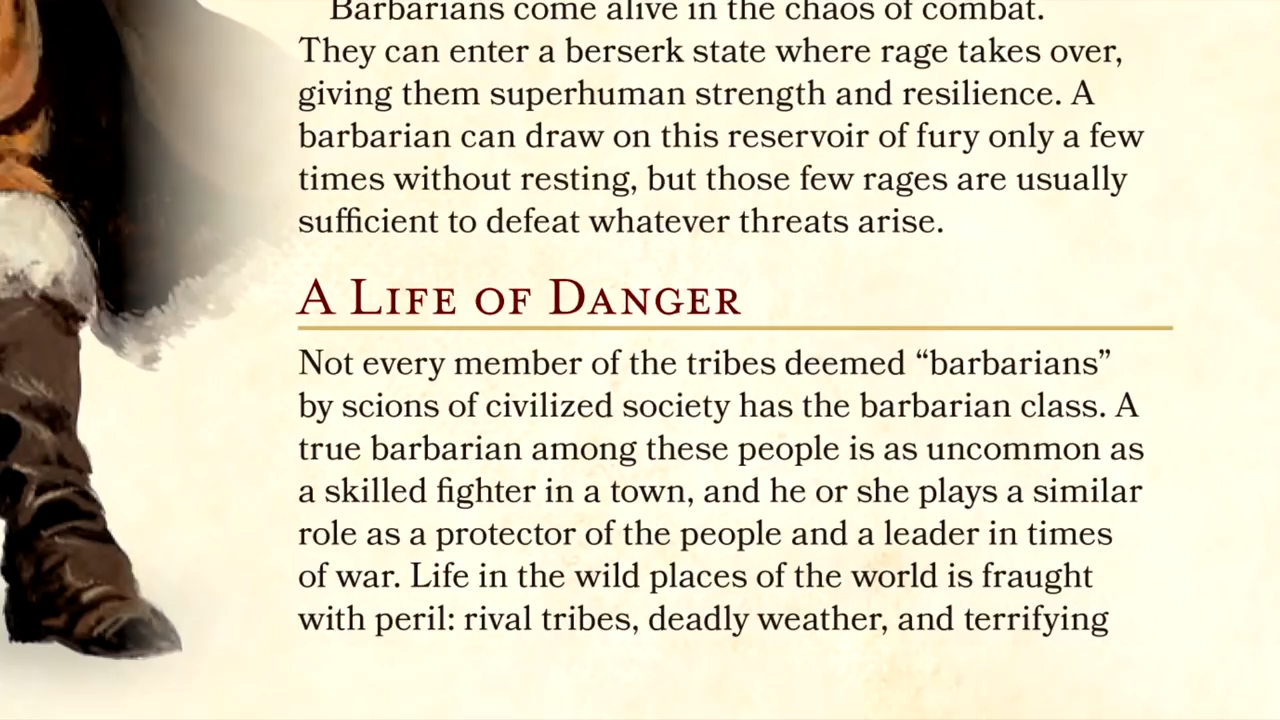 Barbarians come alive in the chaos of combat.
They can enter a berserk state where rage takes over,
giving them superhuman strength and resilience. A
barbarian can draw on this reservoir of fury only a few
times without resting, but those few rages are usually
sufficient to defeat whatever threats arise.
A Life of Danger
Not every member of the tribes deemed “barbarians”
by scions of civilized society has the barbarian class. A
true barbarian among these people is as uncommon as
a skilled fighter in a town, and he or she plays a similar
role as a protector of the people and a leader in times
of war. Life in the wild places of the world is fraught
with peril: rival tribes, deadly weather, and terrifying